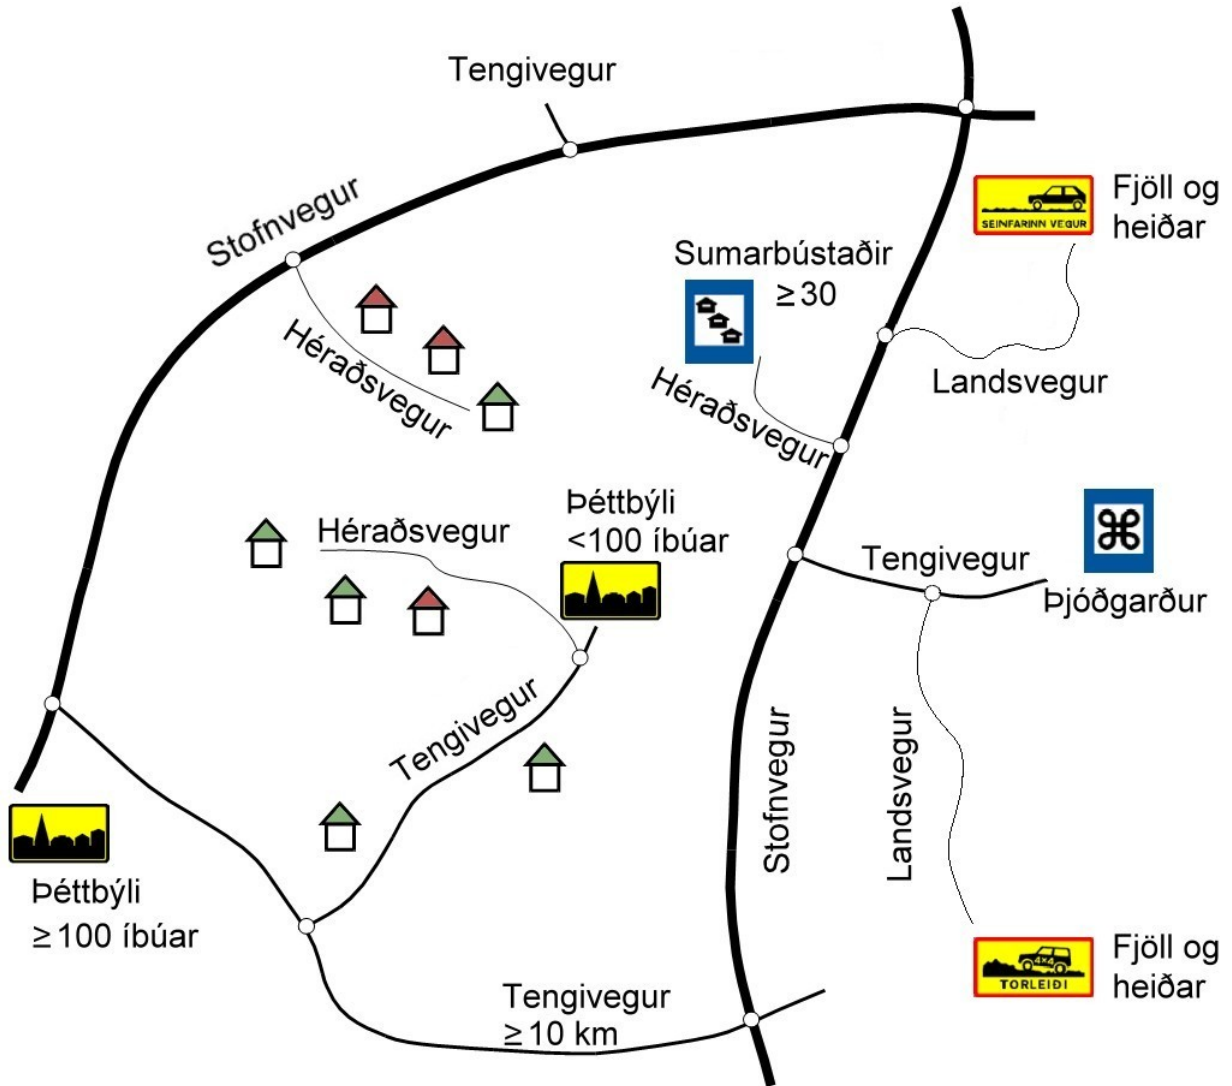 Tengivegur
Stofnvegur
SEINFARINN VEGUR
Fjöll og
heiðar
Sumarbústaðir
≥ 30
Héraðsvegur
Héraðsvegur
Landsvegur
Þéttbýli
<100 íbúar
Héraðsvegur
Tengivegur
Þjóðgarður
Tengivegur
Stofnvegur
Landsvegur
Þéttbýli
≥ 100 íbúar
Tengivegur
≥ 10 km
4x4
TORLEIÐI
Fjöll og
heiðar